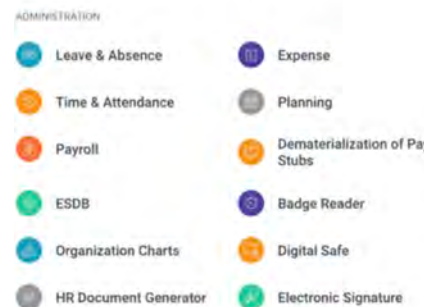 ADMINISTRATION
Leave & Absence
Expense
Time & Attendance
Planning
Payroll
Dematerialization of Pa
Stubs
ESDB
Badge Reader
Organization Charts
Digital Safe
HR Document Generator
Electronic Signature